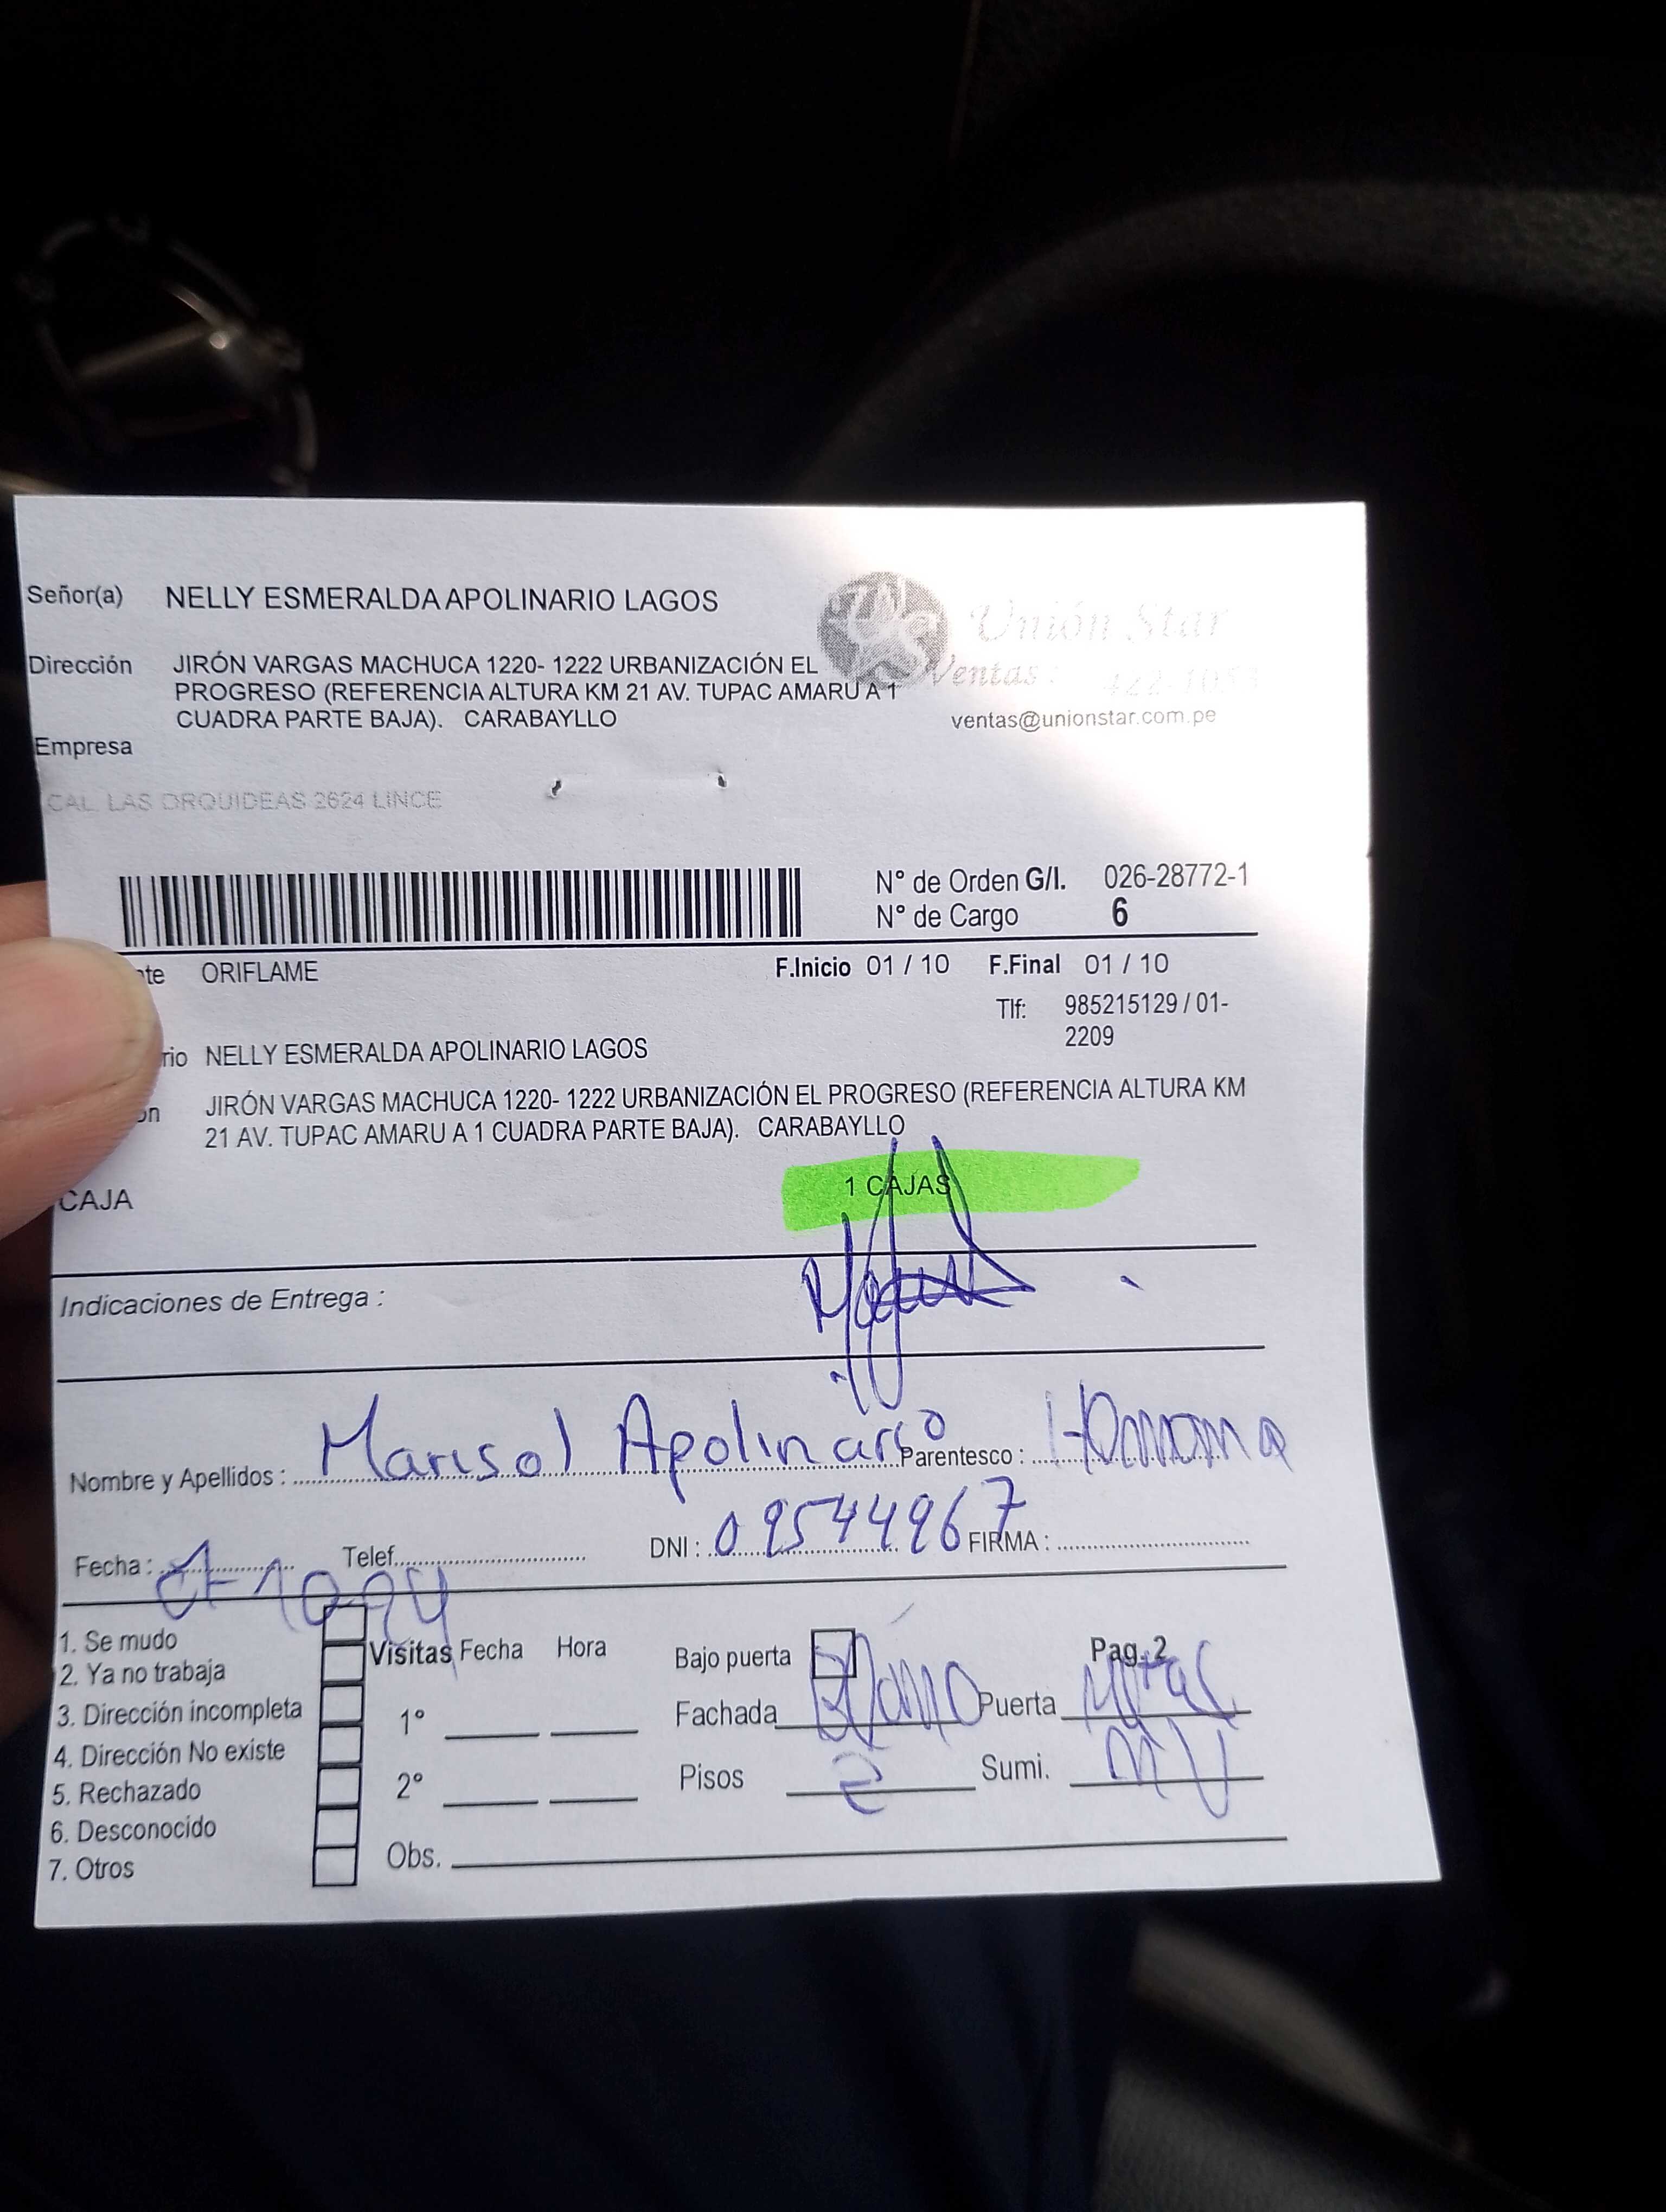 Señor(a) NELLY ESMERALDA APOLINARIO LAGOS
Unión Star
Ventas : 422-1053
ventas@unionstar.com.pe
Dirección JIRÓN VARGAS MACHUCA 1220- 1222 URBANIZACIÓN EL
PROGRESO (REFERENCIA ALTURA KM 21 AV. TUPAC AMARU A 1
CUADRA PARTE BAJA). CARABAYLLO
Empresa
CAL. LAS ORQUIDEAS 2624 LINCE
N° de Orden G/I. 026-28772-1
N° de Cargo 6
te ORIFLAME F.Inicio 01 / 10 F.Final 01 / 10
Tlf: 985215129 / 01-
2209
rio NELLY ESMERALDA APOLINARIO LAGOS
ón JIRÓN VARGAS MACHUCA 1220- 1222 URBANIZACIÓN EL PROGRESO (REFERENCIA ALTURA KM
21 AV. TUPAC AMARU A 1 CUADRA PARTE BAJA). CARABAYLLO
CAJA 1 CAJAS
Indicaciones de Entrega :
Nombre y Apellidos : Marisol Apolinario Parentesco :
Fecha : Telef. DNI : 09544967 FIRMA :
1. Se mudo
2. Ya no trabaja
3. Dirección incompleta
4. Dirección No existe
5. Rechazado
6. Desconocido
7. Otros
Visitas Fecha Hora
1°
2°
Obs.
Bajo puerta Pag. 2
Fachada Puerta
Pisos 2 Sumi.